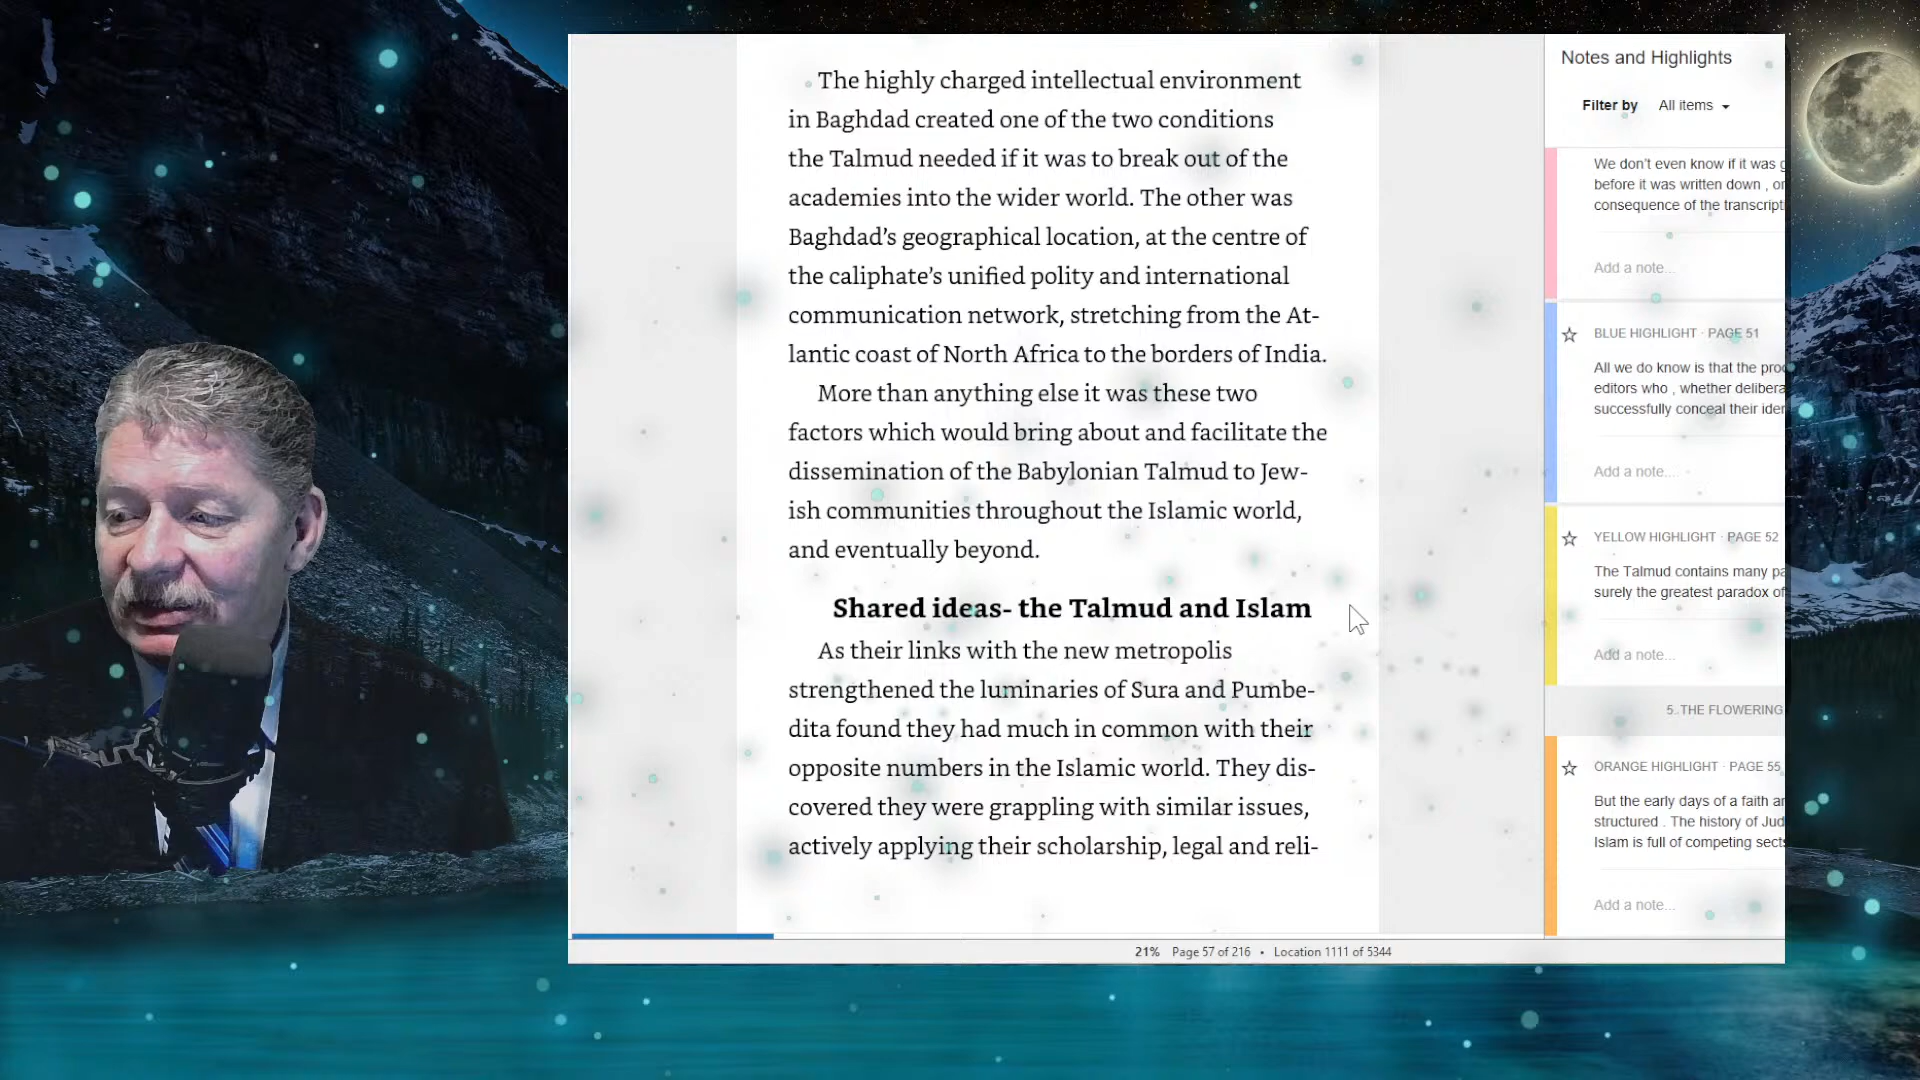 The highly charged intellectual environment
in Baghdad created one of the two conditions
the Talmud needed if it was to break out of the
academies into the wider world. The other was
Baghdad's geographical location, at the centre of
the caliphate's unified polity and international
communication network, stretching from the At-
lantic coast of North Africa to the borders of India.
More than anything else it was these two
factors which would bring about and facilitate the
dissemination of the Babylonian Talmud to Jew-
ish communities throughout the Islamic world,
and eventually beyond.
Shared ideas- the Talmud and Islam
As their links with the new metropolis
strengthened the luminaries of Sura and Pumbe-
dita found they had much in common with their
opposite numbers in the Islamic world. They dis-
covered they were grappling with similar issues,
actively applying their scholarship, legal and reli-
21% Page 57 of 216 • Location 1111 of 5344
Notes and Highlights
Filter by All items
We don't even know if it was
before it was written down , or
consequence of the transcripti
Add a note...
BLUE HIGHLIGHT · PAGE 51
All we do know is that the
editors who , whether delibera
successfully conceal their
Add a note...
YELLOW HIGHLIGHT · PAGE 52
The Talmud contains many
surely the greatest paradox of
Add a note...
5. THE FLOWERING
ORANGE HIGHLIGHT · PAGE 55
But the early days of a faith
structured . The history of
Islam is full of competing sects
Add a note...